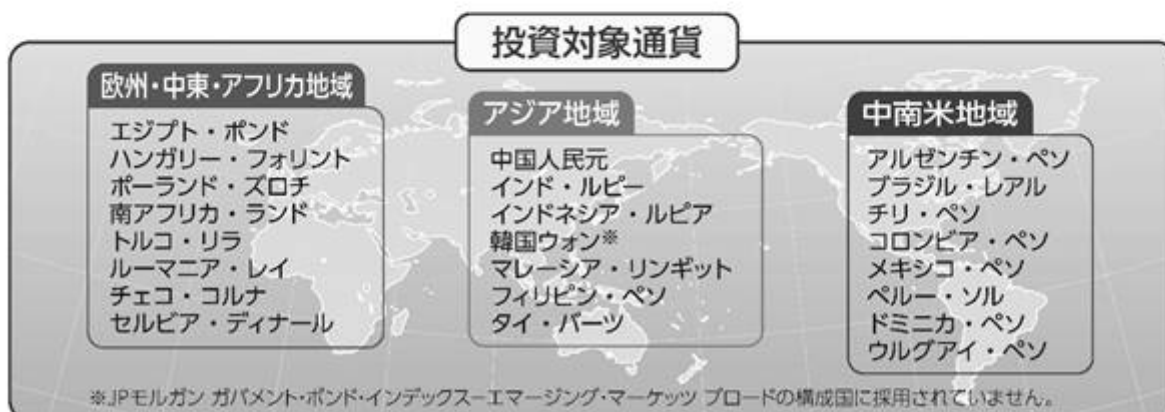 投資対象通貨
欧州・中東・アフリカ地域
エジプト・ポンド
ハンガリー・フォリント
ポーランド・ズロチ
南アフリカ・ランド
トルコ・リラ
ルーマニア・レイ
チェコ・コルナ
セルビア・ディナール
アジア地域
中国人民元
インド・ルピー
インドネシア・ルピア
韓国ウォン※
マレーシア・リンギット
フィリピン・ペソ
タイ・バーツ
中南米地域
アルゼンチン・ペソ
ブラジル・レアル
チリ・ペソ
コロンビア・ペソ
メキシコ・ペソ
ペルー・ソル
ドミニカ・ペソ
ウルグアイ・ペソ
※JPモルガン ガバメント・ボンド・インデックス－エマージング・マーケッツ ブロードの構成国に採用されていません。